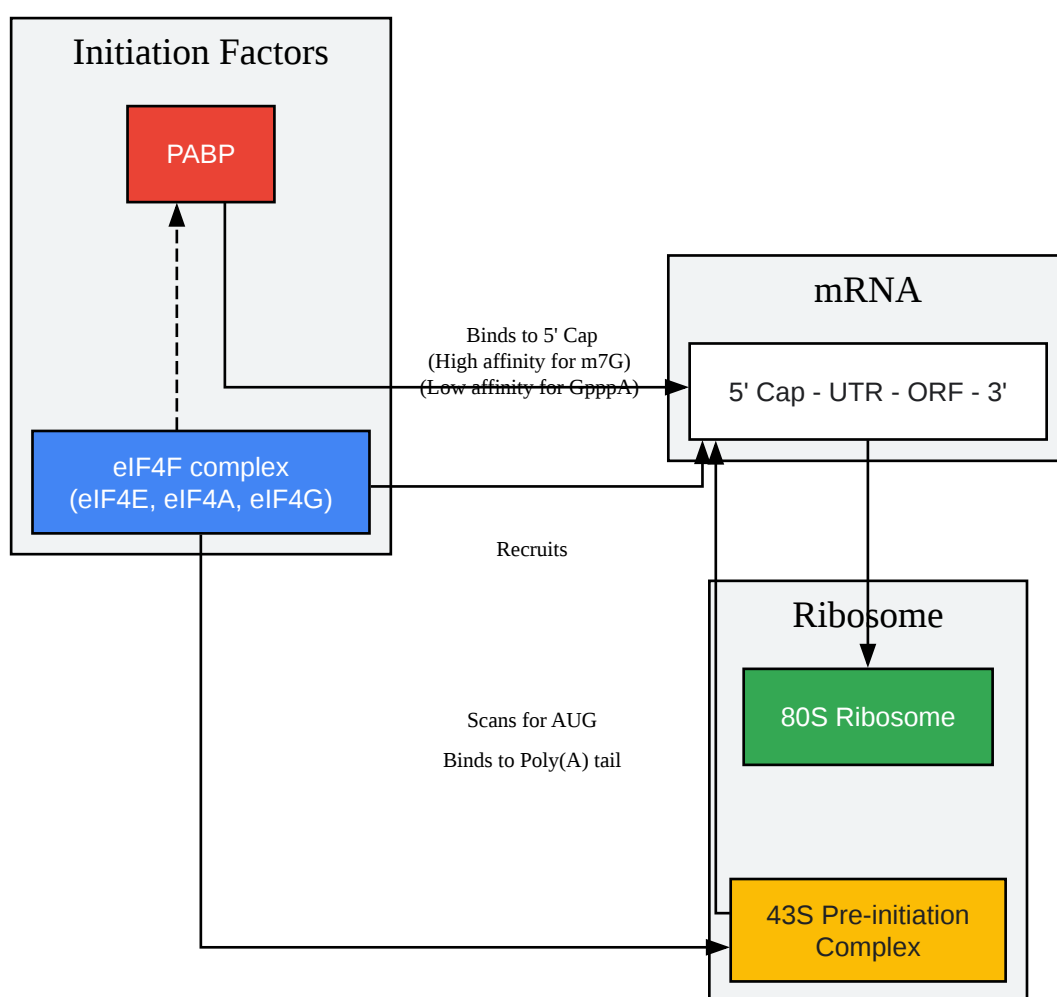 Initiation Factors
PABP
mRNA
Binds to 5' Cap
(High affinity for m7G)
(Low affinity for GpppA)
5' Cap - UTR - ORF - 3'
eIF4F complex
(eIF4E, eIF4A, eIF4G)
Recruits
Ribosome
80S Ribosome
Scans for AUG
Binds to Poly(A) tail
43S Pre-initiation
Complex